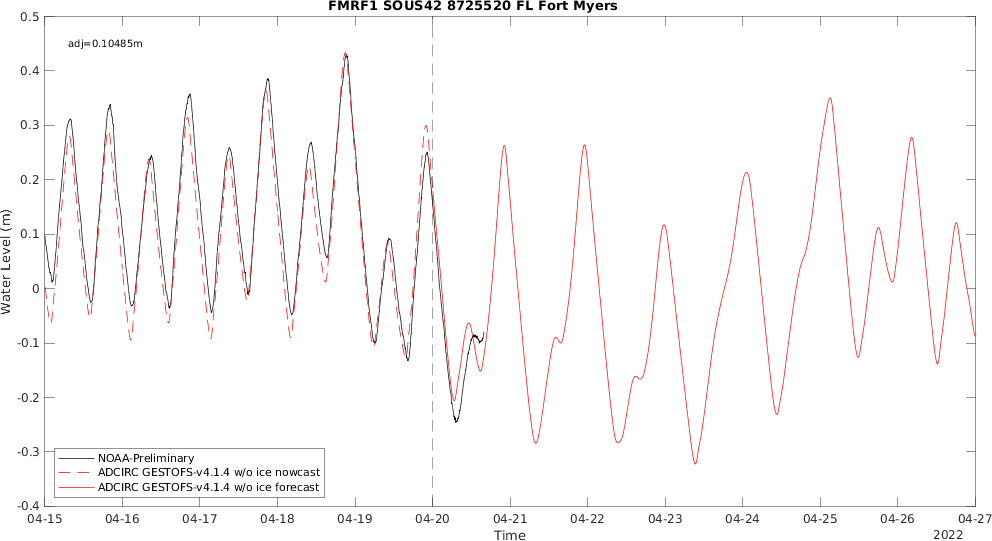 FMRF1 SOUS42 8725520 FL Fort Myers
adj=0.10485m
0.5
0.4
0.3
0.2
0.1
0
-0.1
-0.2
-0.3
-0.4
Water Level (m)
NOAA-Preliminary
ADCIRC GESTOFS-v4.1.4 w/o ice nowcast
ADCIRC GESTOFS-v4.1.4 w/o ice forecast
04-15 04-16 04-17 04-18 04-19 04-20 04-21 04-22 04-23 04-24 04-25 04-26 04-27
Time
2022